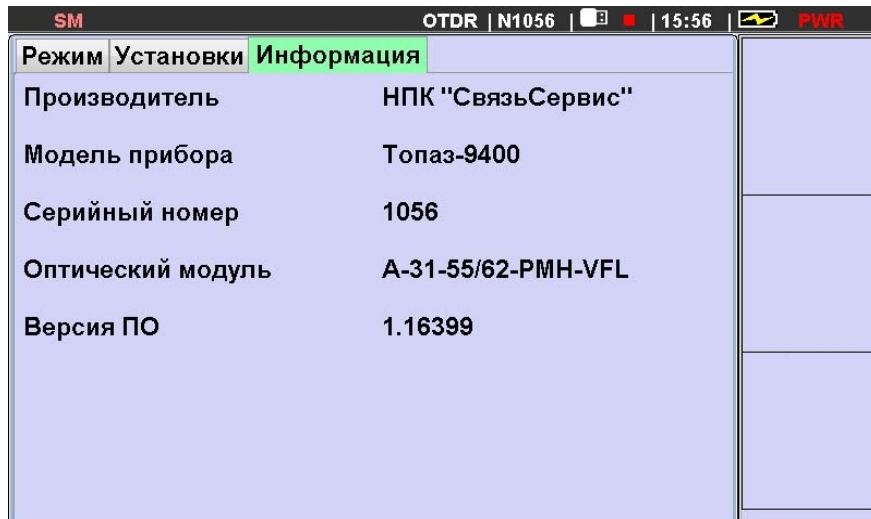 SM OTDR | N1056 | | 15:56 | PWR
Режим Установки Информация
Производитель НПК "СвязьСервис"
Модель прибора Топаз-9400
Серийный номер 1056
Оптический модуль А-31-55/62-РМН-VFL
Версия ПО 1.16399